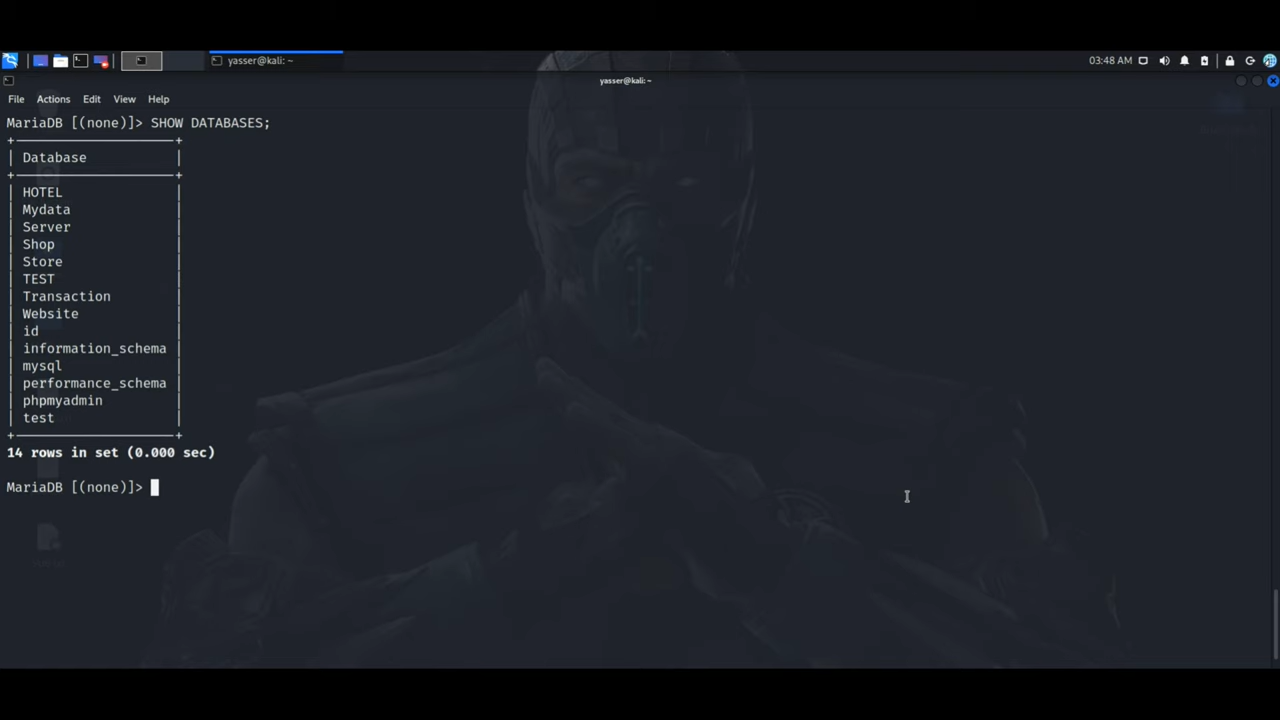 yasser@kali: ~
03:48 AM
yasser@kali: ~
File Actions Edit View Help
MariaDB [(none)]> SHOW DATABASES;
| Database |
| HOTEL |
| Mydata |
| Server |
| Shop |
| Store |
| TEST |
| Transaction |
| Website |
| id |
| information_schema |
| mysql |
| performance_schema |
| phpmyadmin |
| test |
14 rows in set (0.000 sec)
MariaDB [(none)]>